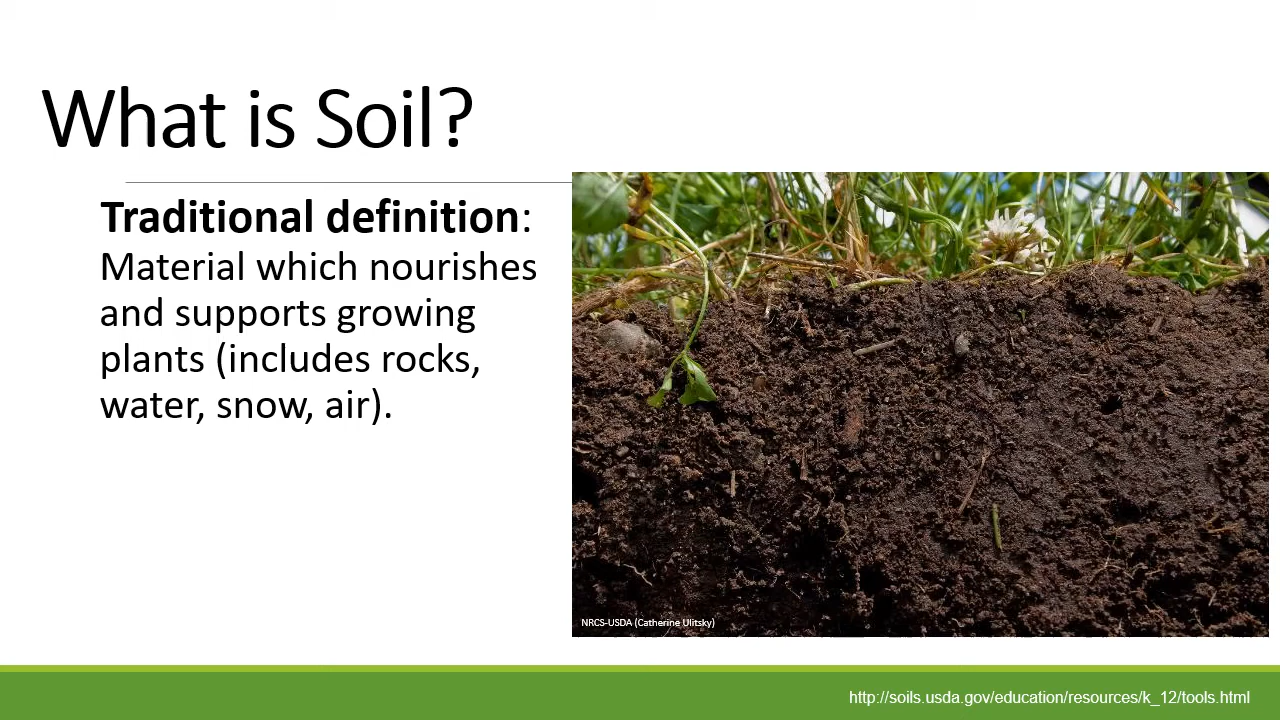 What is Soil?
Traditional definition:
Material which nourishes
and supports growing
plants (includes rocks,
water, snow, air).
NRCS-USDA (Catherine Ulitsky)
http://soils.usda.gov/education/resources/k_12/tools.html